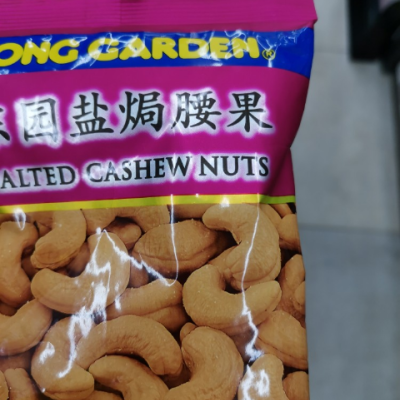 ONG GARDEN®
园盐焗腰果
ALTED CASHEW NUTS